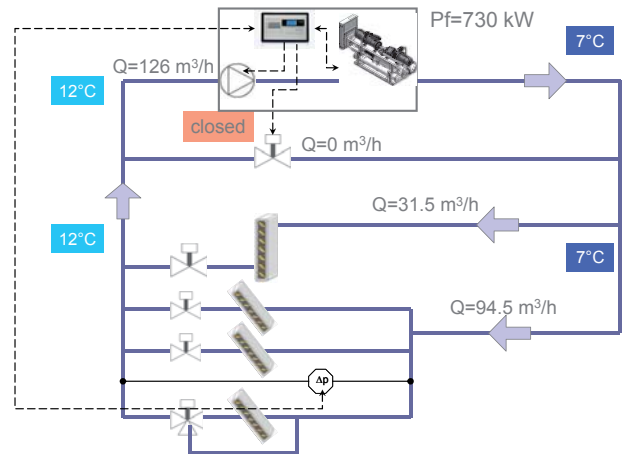 Pf=730 kW
7°C
Q=126 m³/h
12°C
closed
Q=0 m³/h
Q=31.5 m³/h
12°C
7°C
Q=94.5 m³/h
Δp